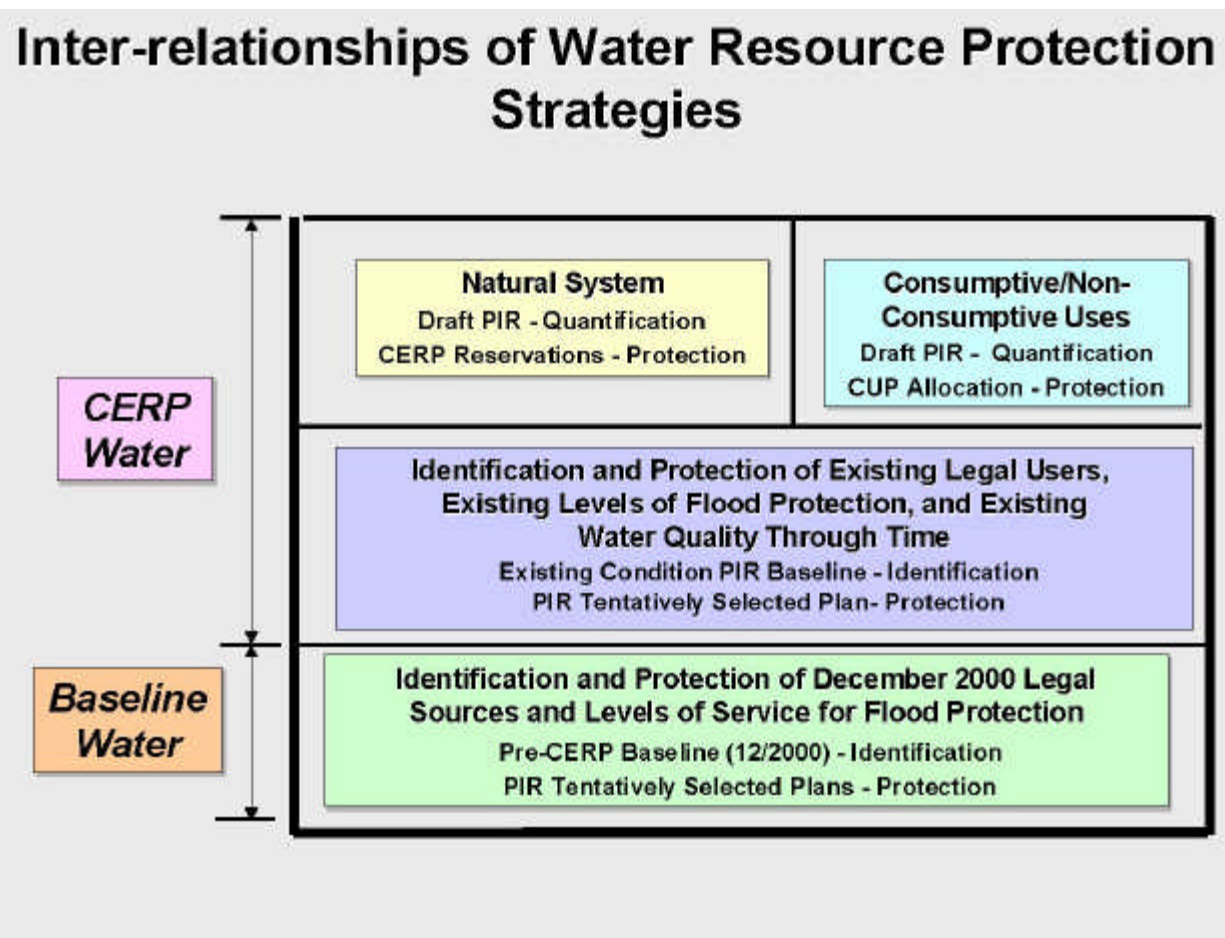 Inter-relationships of Water Resource Protection
Strategies
Natural System
Draft PIR - Quantification
CERP Reservations - Protection
Consumptive/Non-
Consumptive Uses
Draft PIR - Quantification
CUP Allocation - Protection
CERP
Water
Identification and Protection of Existing Legal Users,
Existing Levels of Flood Protection, and Existing
Water Quality Through Time
Existing Condition PIR Baseline - Identification
PIR Tentatively Selected Plan- Protection
Baseline
Water
Identification and Protection of December 2000 Legal
Sources and Levels of Service for Flood Protection
Pre-CERP Baseline (12/2000) - Identification
PIR Tentatively Selected Plans - Protection